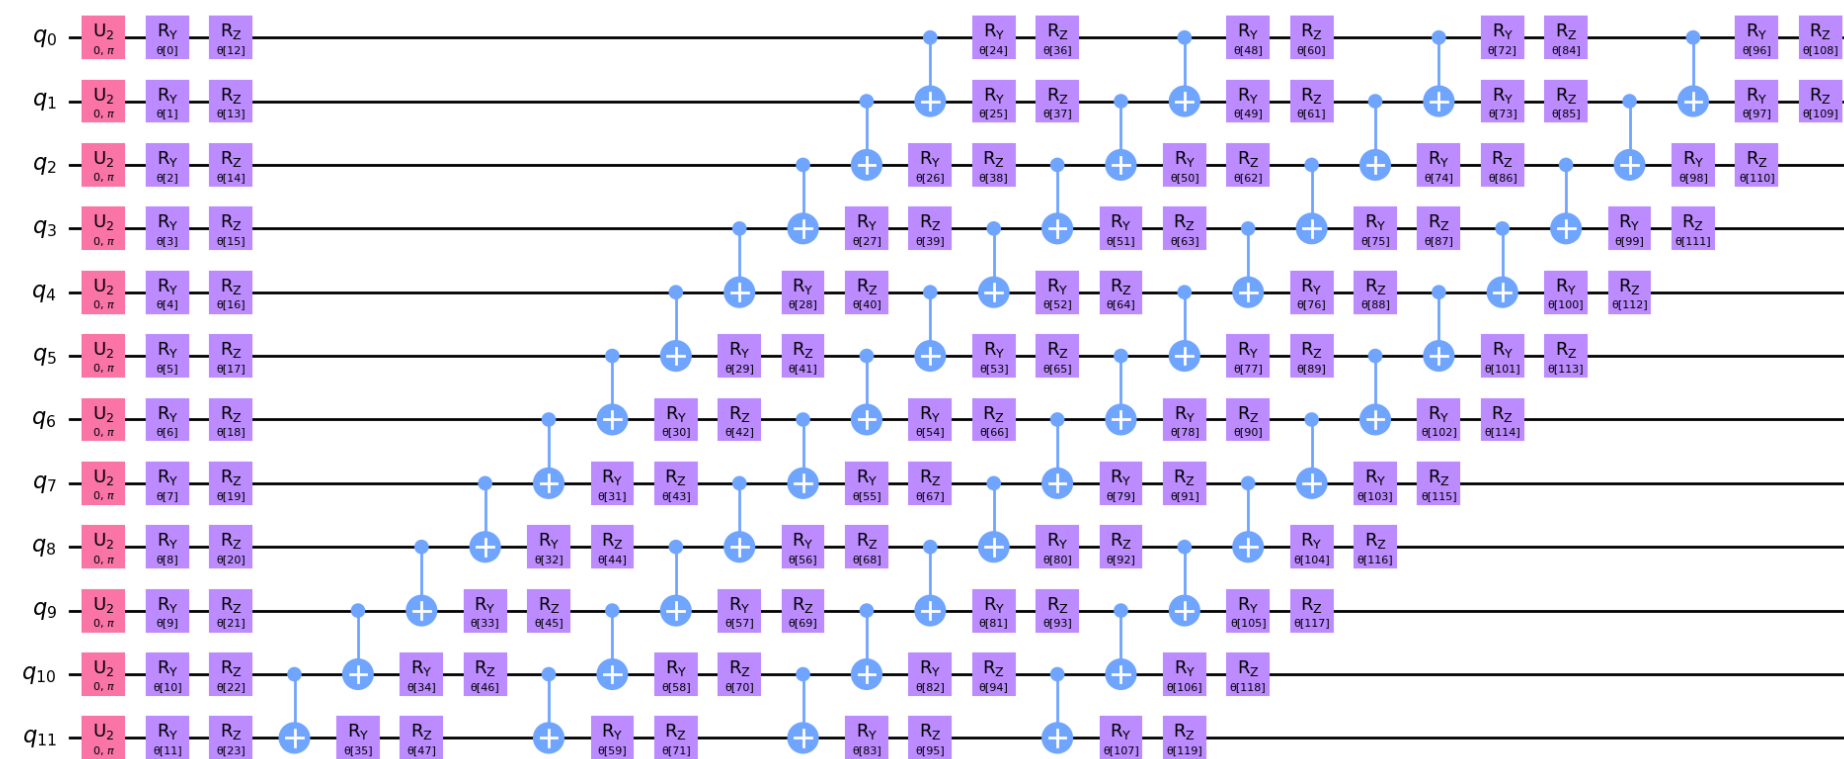 q0 U2 RY RZ RY RZ RY RZ RY RZ RY RZ
0, π θ[0] θ[12] θ[24] θ[36] θ[48] θ[60] θ[72] θ[84] θ[96] θ[108]
q1 U2 RY RZ RY RZ RY RZ RY RZ RY RZ
0, π θ[1] θ[13] θ[25] θ[37] θ[49] θ[61] θ[73] θ[85] θ[97] θ[109]
q2 U2 RY RZ RY RZ RY RZ RY RZ RY RZ
0, π θ[2] θ[14] θ[26] θ[38] θ[50] θ[62] θ[74] θ[86] θ[98] θ[110]
q3 U2 RY RZ RY RZ RY RZ RY RZ RY RZ
0, π θ[3] θ[15] θ[27] θ[39] θ[51] θ[63] θ[75] θ[87] θ[99] θ[111]
q4 U2 RY RZ RY RZ RY RZ RY RZ RY RZ
0, π θ[4] θ[16] θ[28] θ[40] θ[52] θ[64] θ[76] θ[88] θ[100] θ[112]
q5 U2 RY RZ RY RZ RY RZ RY RZ RY RZ
0, π θ[5] θ[17] θ[29] θ[41] θ[53] θ[65] θ[77] θ[89] θ[101] θ[113]
q6 U2 RY RZ RY RZ RY RZ RY RZ RY RZ
0, π θ[6] θ[18] θ[30] θ[42] θ[54] θ[66] θ[78] θ[90] θ[102] θ[114]
q7 U2 RY RZ RY RZ RY RZ RY RZ RY RZ
0, π θ[7] θ[19] θ[31] θ[43] θ[55] θ[67] θ[79] θ[91] θ[103] θ[115]
q8 U2 RY RZ RY RZ RY RZ RY RZ RY RZ
0, π θ[8] θ[20] θ[32] θ[44] θ[56] θ[68] θ[80] θ[92] θ[104] θ[116]
q9 U2 RY RZ RY RZ RY RZ RY RZ RY RZ
0, π θ[9] θ[21] θ[33] θ[45] θ[57] θ[69] θ[81] θ[93] θ[105] θ[117]
q10 U2 RY RZ RY RZ RY RZ RY RZ RY RZ
0, π θ[10] θ[22] θ[34] θ[46] θ[58] θ[70] θ[82] θ[94] θ[106] θ[118]
q11 U2 RY RZ RY RZ RY RZ RY RZ RY RZ
0, π θ[11] θ[23] θ[35] θ[47] θ[59] θ[71] θ[83] θ[95] θ[107] θ[119]